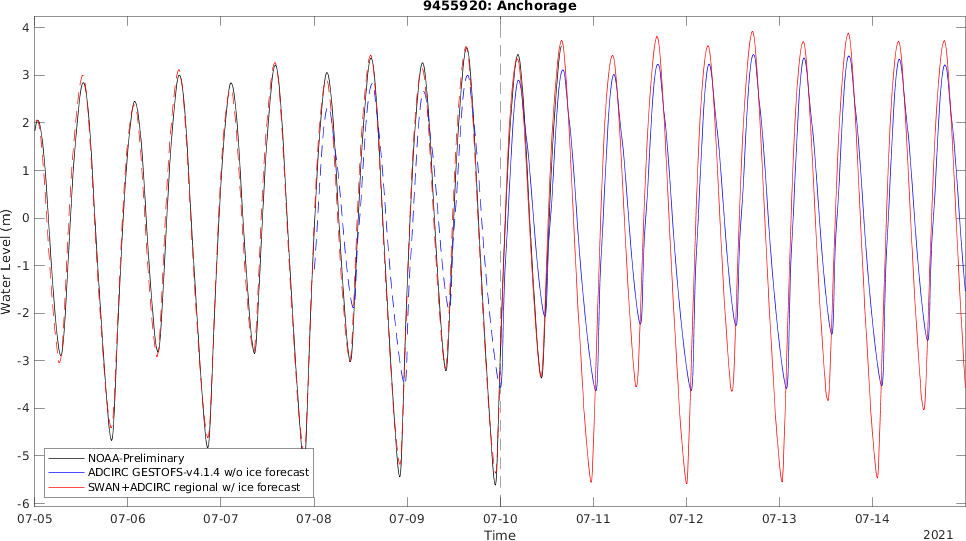 9455920: Anchorage
4
3
2
1
0
-1
-2
-3
-4
-5
-6
Water Level (m)
NOAA-Preliminary
ADCIRC GESTOFS-v4.1.4 w/o ice forecast
SWAN+ADCIRC regional w/ ice forecast
07-05 07-06 07-07 07-08 07-09 07-10 07-11 07-12 07-13 07-14
Time
2021